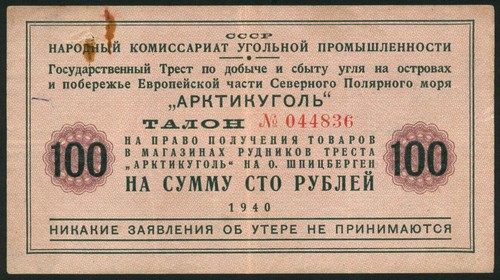 СССР
НАРОДНЫЙ КОМИССАРИАТ УГОЛЬНОЙ ПРОМЫШЛЕННОСТИ
Государственный Трест по добыче и сбыту угля на островах
и побережье Европейской части Северного Полярного моря
„АРКТИКУГОЛЬ“
ТАЛОН № 044836
100
НА ПРАВО ПОЛУЧЕНИЯ ТОВАРОВ
В МАГАЗИНАХ РУДНИКОВ ТРЕСТА
„АРКТИКУГОЛЬ“ НА О. ШПИЦБЕРГЕН
100
НА СУММУ СТО РУБЛЕЙ
1940
НИКАКИЕ ЗАЯВЛЕНИЯ ОБ УТЕРЕ НЕ ПРИНИМАЮТСЯ